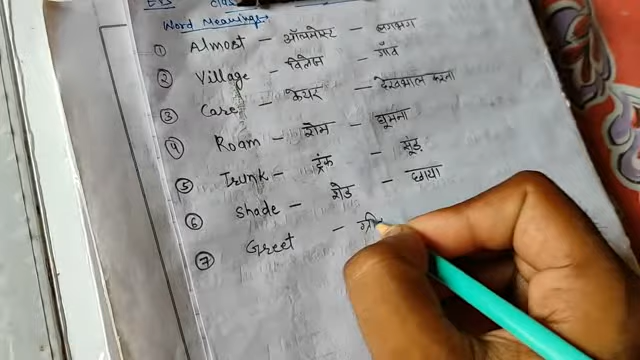 Word Meanings
① Almost - ऑलमोस्ट - लगभग
② Village - विलेज - गाँव
③ Care - केयर - देखभाल करना
④ Roam - रोम - घूमना
⑤ Trunk - ट्रंक - सूंड
⑥ Shade - शेड - छाया
⑦ Greet - ग्री